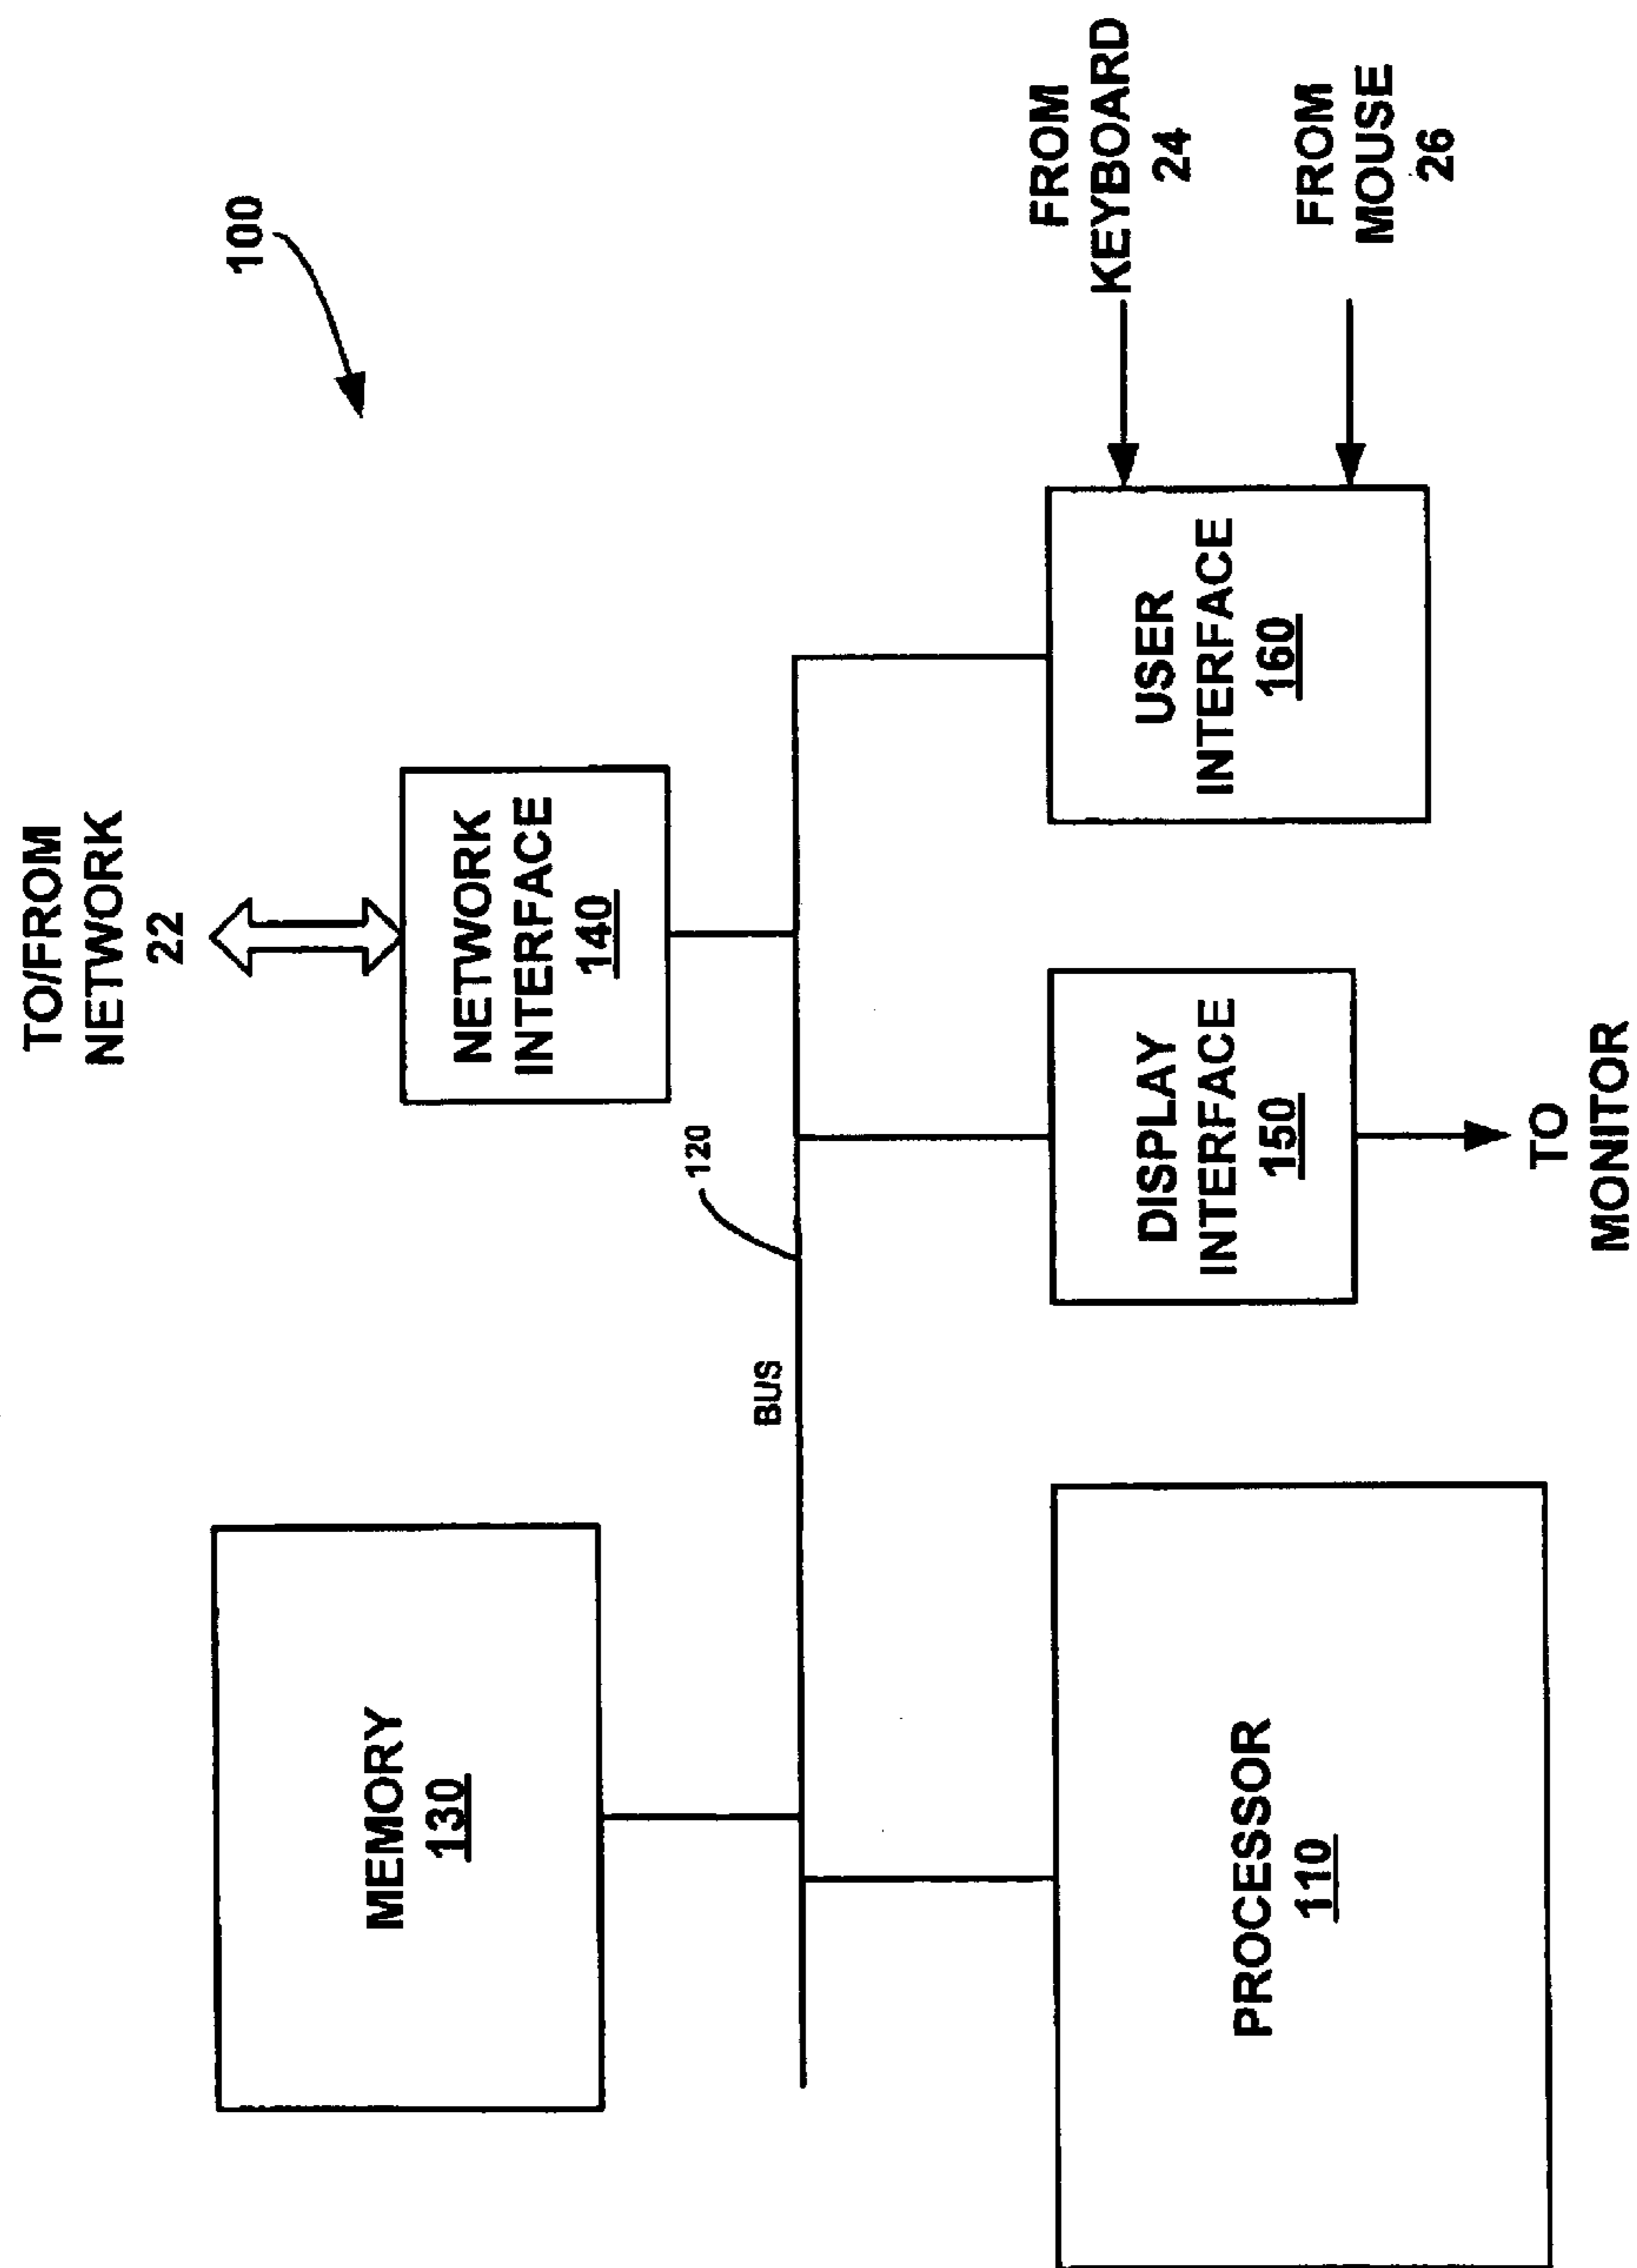 100
TO/FROM
NETWORK
22
MEMORY
130
NETWORK
INTERFACE
140
120
BUS
PROCESSOR
110
DISPLAY
INTERFACE
150
USER
INTERFACE
160
FROM
KEYBOARD
24
FROM
MOUSE
26
TO
MONITOR